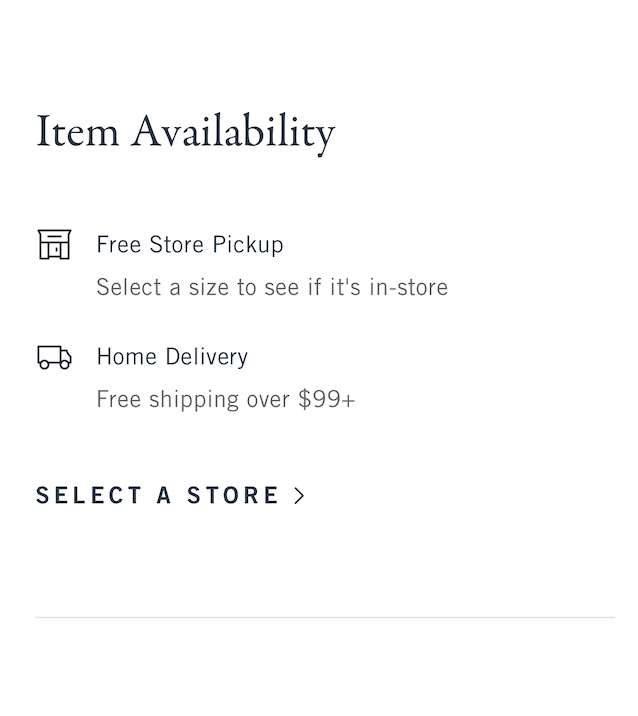 Item Availability
Free Store Pickup
Select a size to see if it's in-store
Home Delivery
Free shipping over $99+
SELECT A STORE